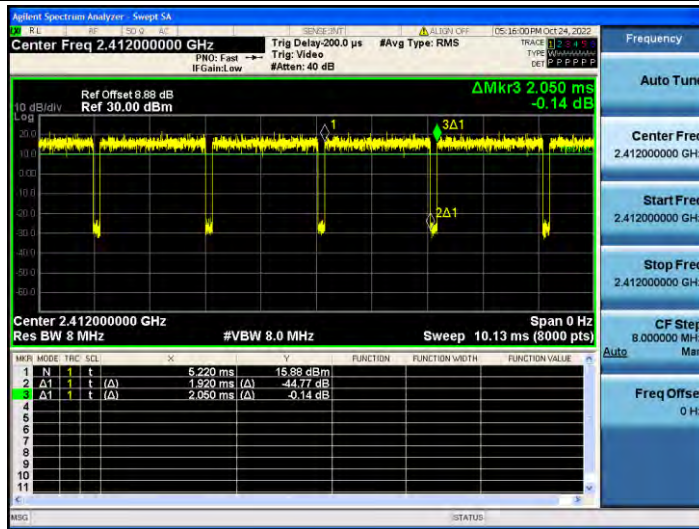 Agilent Spectrum Analyzer - Swept SA
RL RF 50 Ω AC SENSE:INT ALIGN OFF 05:16:00 PM Oct 24, 2022
Center Freq 2.412000000 GHz
PNO: Fast
IFGain:Low
Trig Delay-200.0 µs
Trig: Video
#Atten: 40 dB
#Avg Type: RMS
TRACE 1 2 3 4 5 6
TYPE
DET P P P P P P
Frequency
Auto Tune
Ref Offset 8.88 dB
10 dB/div Ref 30.00 dBm
ΔMkr3 2.050 ms
-0.14 dB
Log
20.0
10.0
0.00
-10.0
-20.0
-30.0
-40.0
-50.0
-60.0
1
3Δ1
2Δ1
Center Freq
2.412000000 GHz
Start Freq
2.412000000 GHz
Stop Freq
2.412000000 GHz
CF Step
8.000000 MHz
Auto Man
Freq Offset
0 Hz
Center 2.412000000 GHz Span 0 Hz
Res BW 8 MHz #VBW 8.0 MHz Sweep 10.13 ms (8000 pts)
MKR MODE TRC SCL X Y FUNCTION FUNCTION WIDTH FUNCTION VALUE
1 N 1 t 5.220 ms 15.88 dBm
2 Δ1 1 t (Δ) 1.920 ms (Δ) -44.77 dB
3 Δ1 1 t (Δ) 2.050 ms (Δ) -0.14 dB
4
5
6
7
8
9
10
11
MSG STATUS